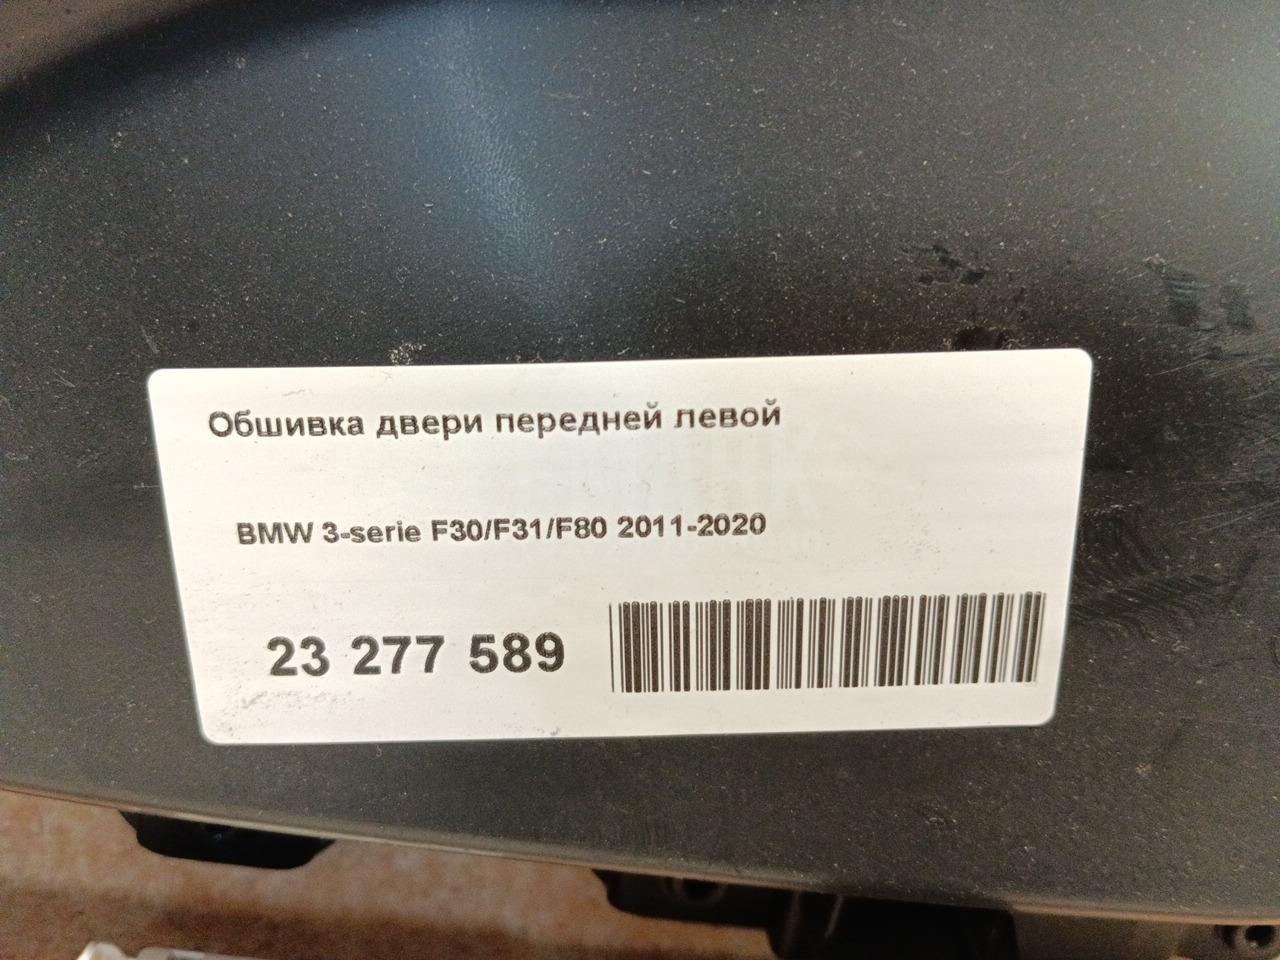 Обшивка двери передней левой
BMW 3-serie F30/F31/F80 2011-2020
23 277 589